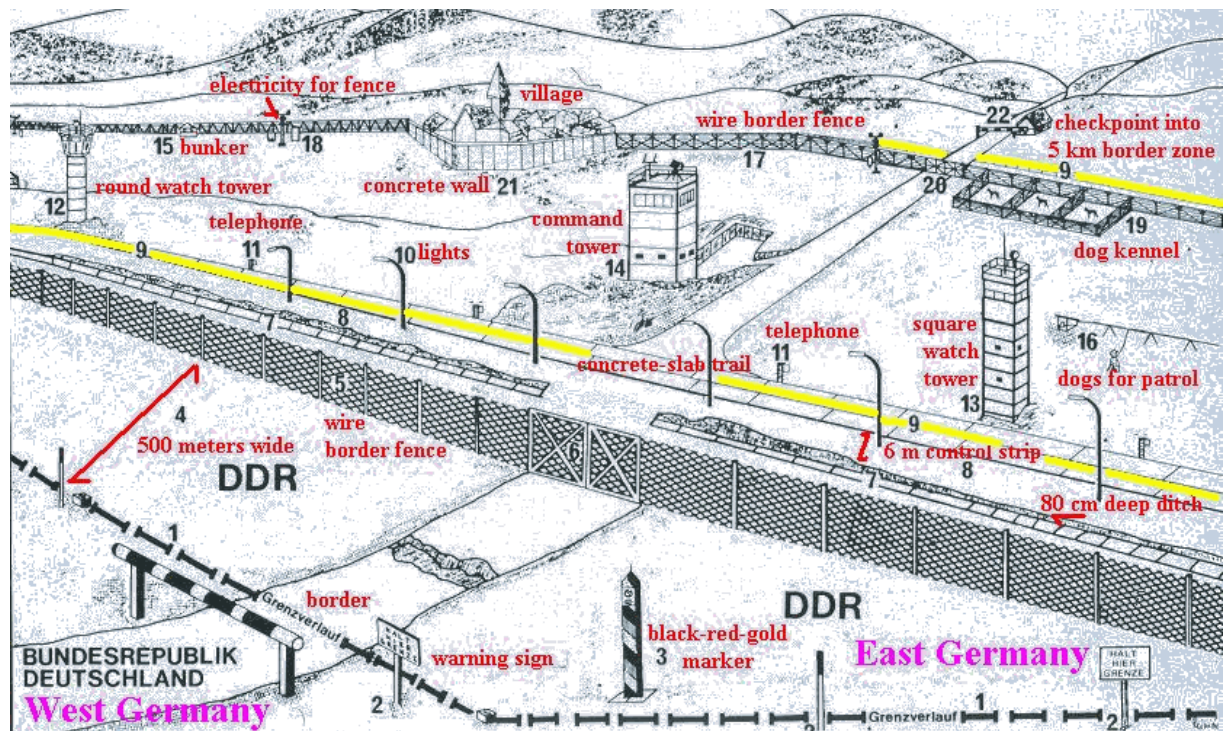 electricity for fence
village
wire border fence
22
checkpoint into
5 km border zone
15 bunker
18
17
9
round watch tower
concrete wall 21
20
12
command
tower
19
telephone
dog kennel
11
10 lights
14
13
9
8
telephone
square
watch
tower
16
7
concrete-slab trail
11
dogs for patrol
5
4
500 meters wide
wire
border fence
9
6 m control strip
8
6
DDR
7
80 cm deep ditch
1
border
Grenzverlauf
DDR
BUNDESREPUBLIK
DEUTSCHLAND
West Germany
warning sign
2
black-red-gold
3 marker
East Germany
HALT
HIER
GRENZE
1
Grenzverlauf
2